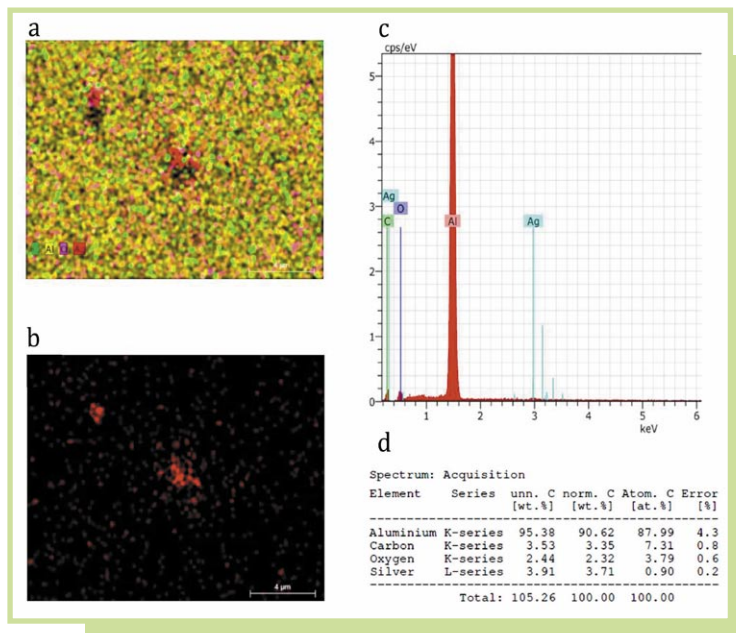 a
b
4 µm
c
cps/eV
5
4
3
2
1
0
1 2 3 4 5 6
keV
Ag
O
C
Al
Ag
d
Spectrum: Acquisition
Element Series unn. C norm. C Atom. C Error
[wt.%] [wt.%] [at.%] [%]
Aluminium K-series 95.38 90.62 87.99 4.3
Carbon K-series 3.53 3.35 7.31 0.8
Oxygen K-series 2.44 2.32 3.79 0.6
Silver L-series 3.91 3.71 0.90 0.2
Total: 105.26 100.00 100.00